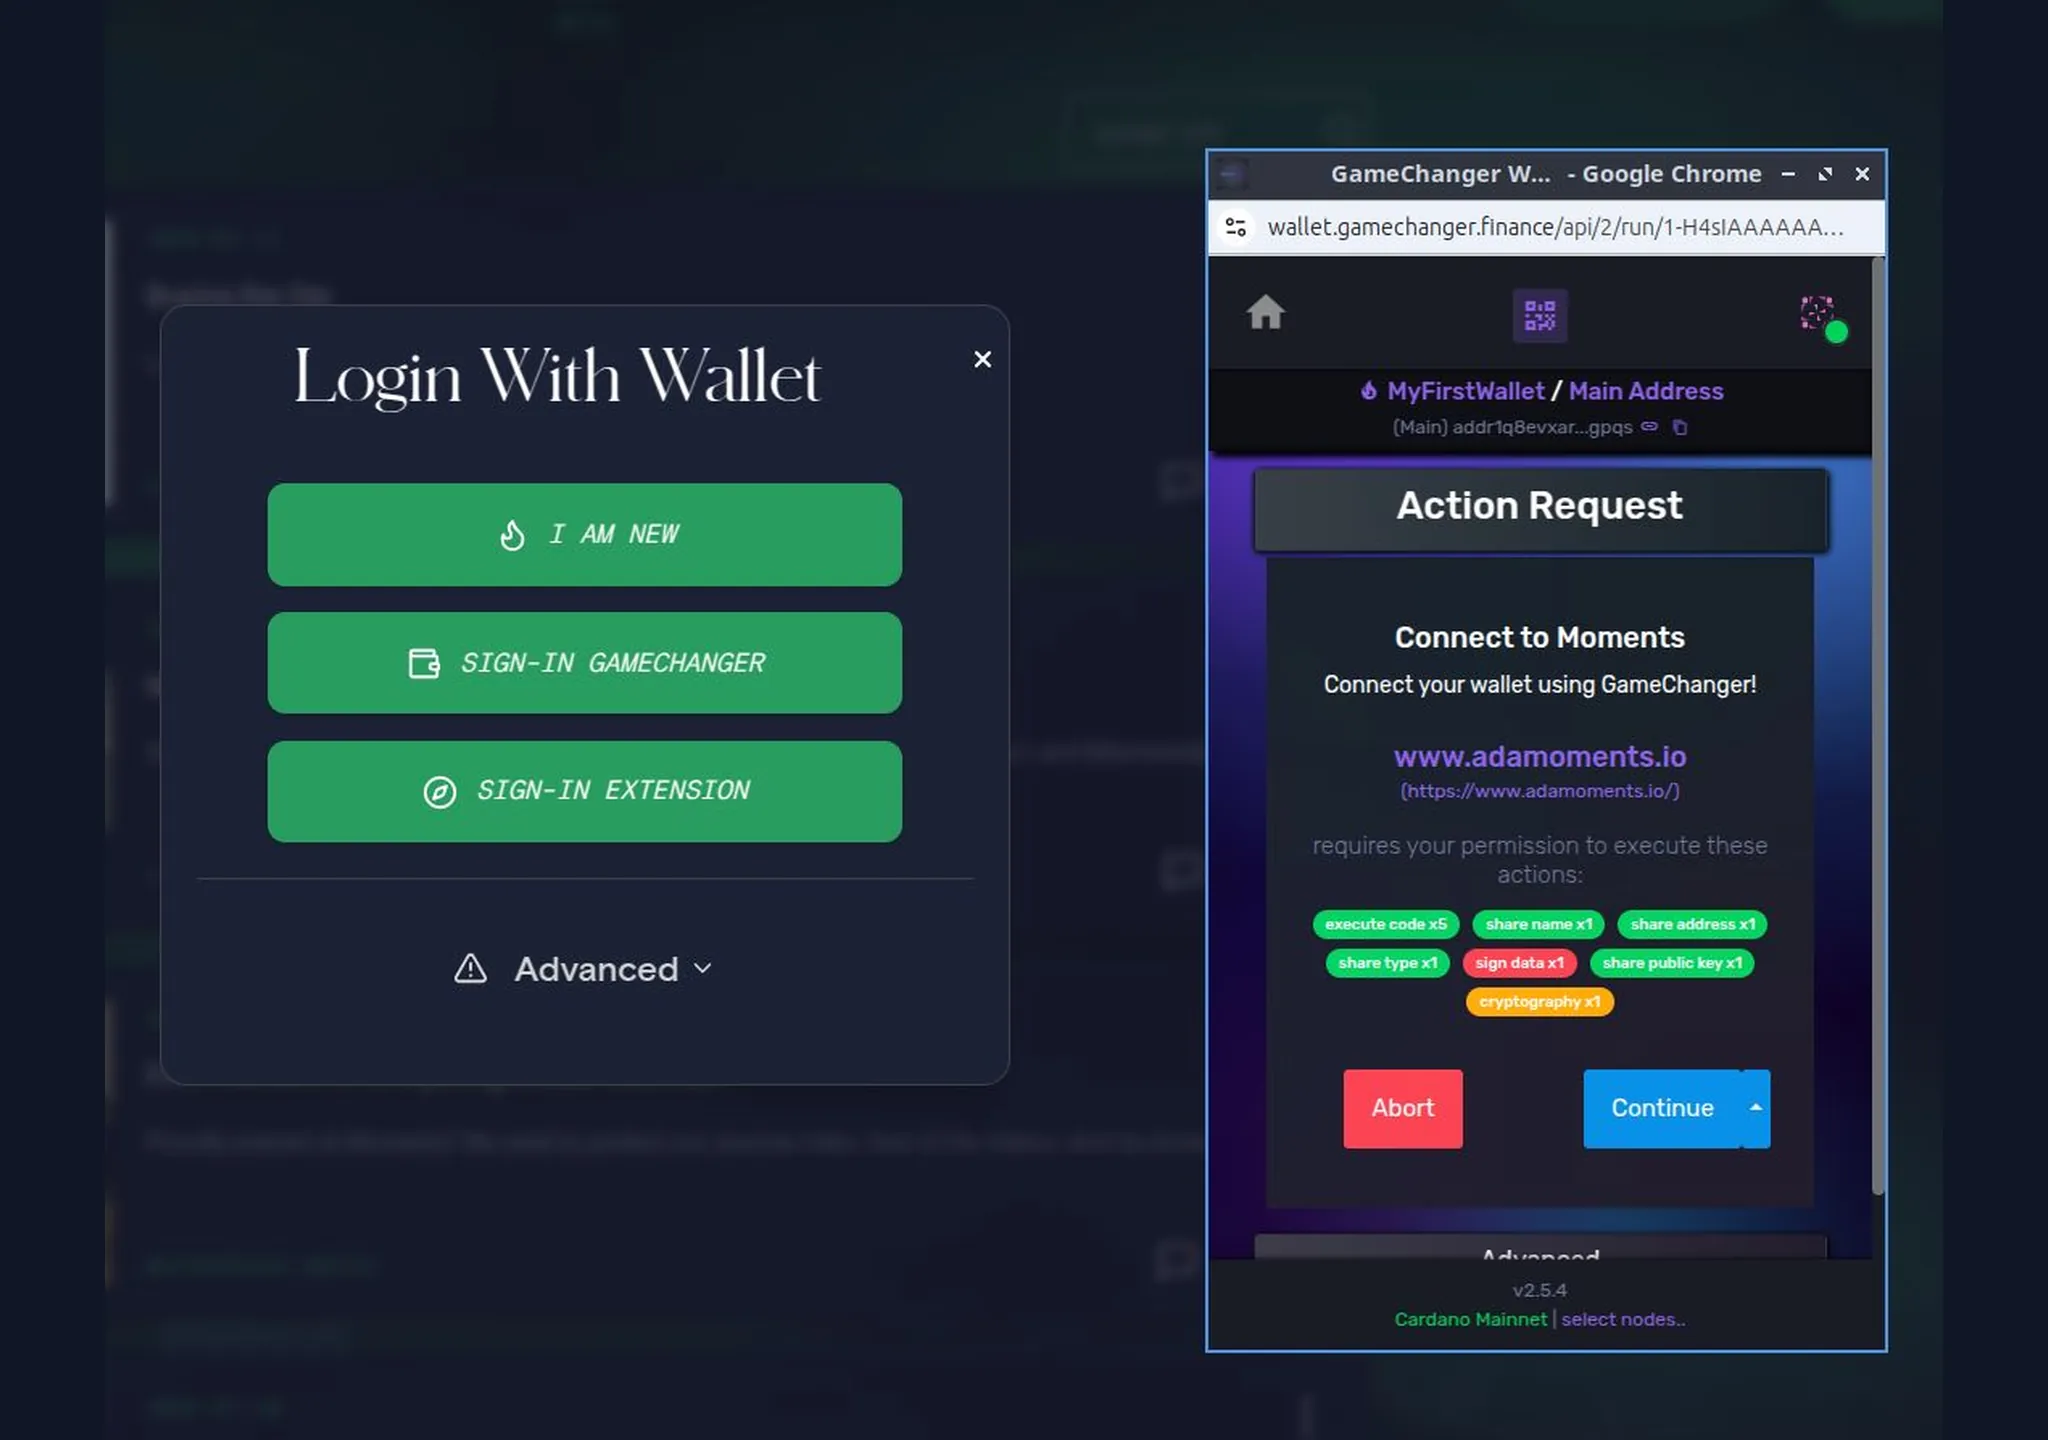 Login With Wallet
I AM NEW
SIGN-IN GAMECHANGER
SIGN-IN EXTENSION
Advanced
GameChanger W... - Google Chrome
wallet.gamechanger.finance/api/2/run/1-H4sIAAAAAA...
MyFirstWallet / Main Address
(Main) addr1q8evxar...gpqs
Action Request
Connect to Moments
Connect your wallet using GameChanger!
www.adamoments.io
(https://www.adamoments.io/)
requires your permission to execute these
actions:
execute code x5 share name x1 share address x1
share type x1 sign data x1 share public key x1
cryptography x1
Abort Continue
Advanced
v2.5.4
Cardano Mainnet | select nodes..